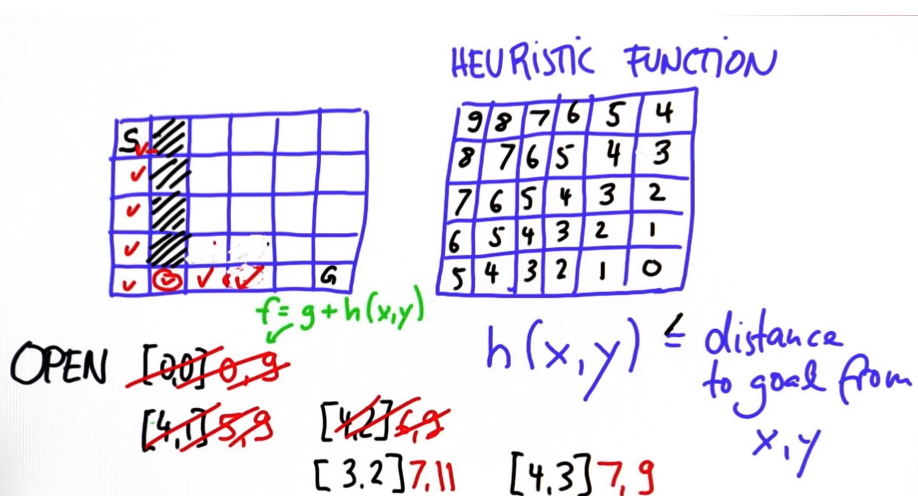 HEURISTIC FUNCTION
S
G
9 8 7 6 5 4
8 7 6 5 4 3
7 6 5 4 3 2
6 5 4 3 2 1
5 4 3 2 1 0
f = g + h(x,y)
OPEN [0,0] 0,9
[4,1] 5,9 [4,2] 6,9
[3.2] 7,11 [4,3] 7,9
h(x,y) ≤ distance
to goal from
x,y